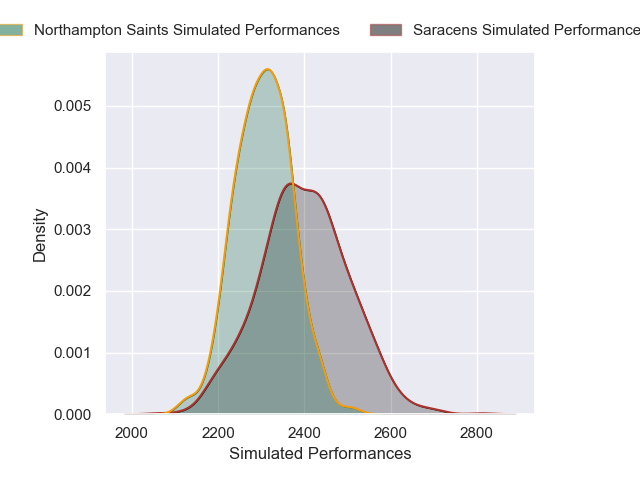 Northampton Saints Simulated Performances Saracens Simulated Performance
0.005
0.004
0.003
0.002
0.001
0.000
2000 2200 2400 2600 2800
Density
Simulated Performances